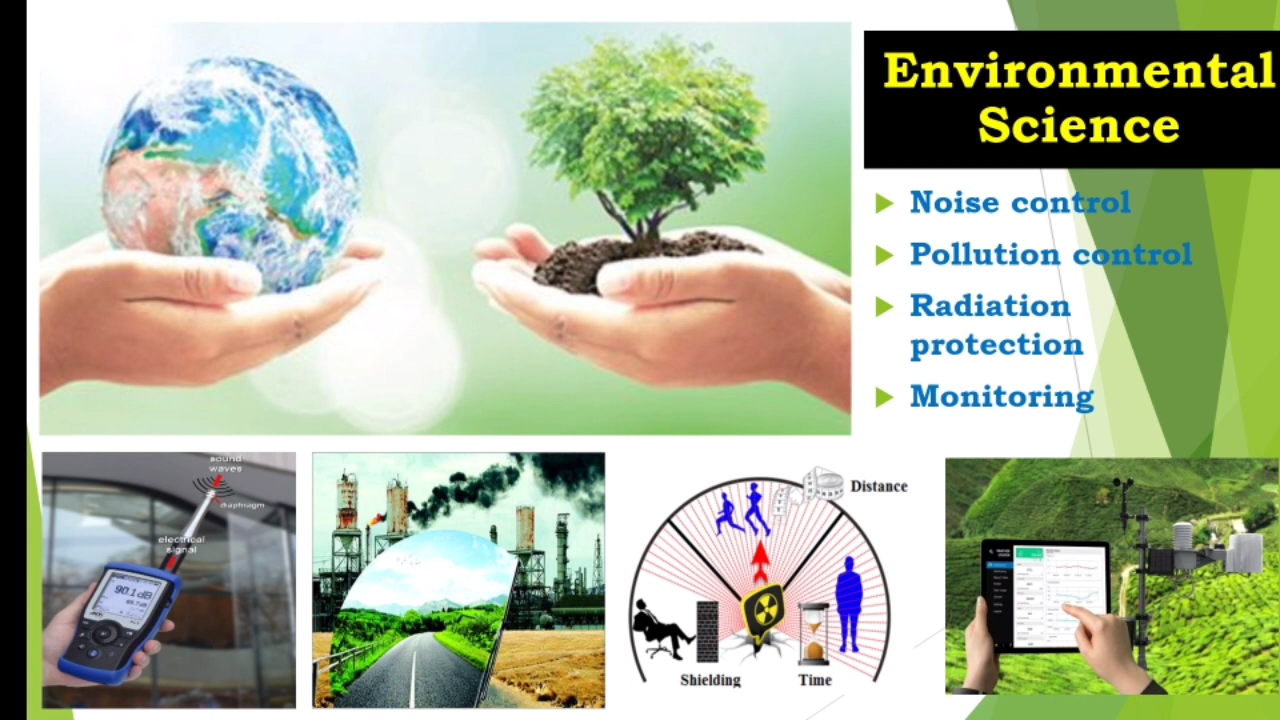 Environmental
Science
Noise control
Pollution control
Radiation
protection
Monitoring
sound
waves
diaphragm
electrical
signal
90.1dB
Distance
Shielding
Time